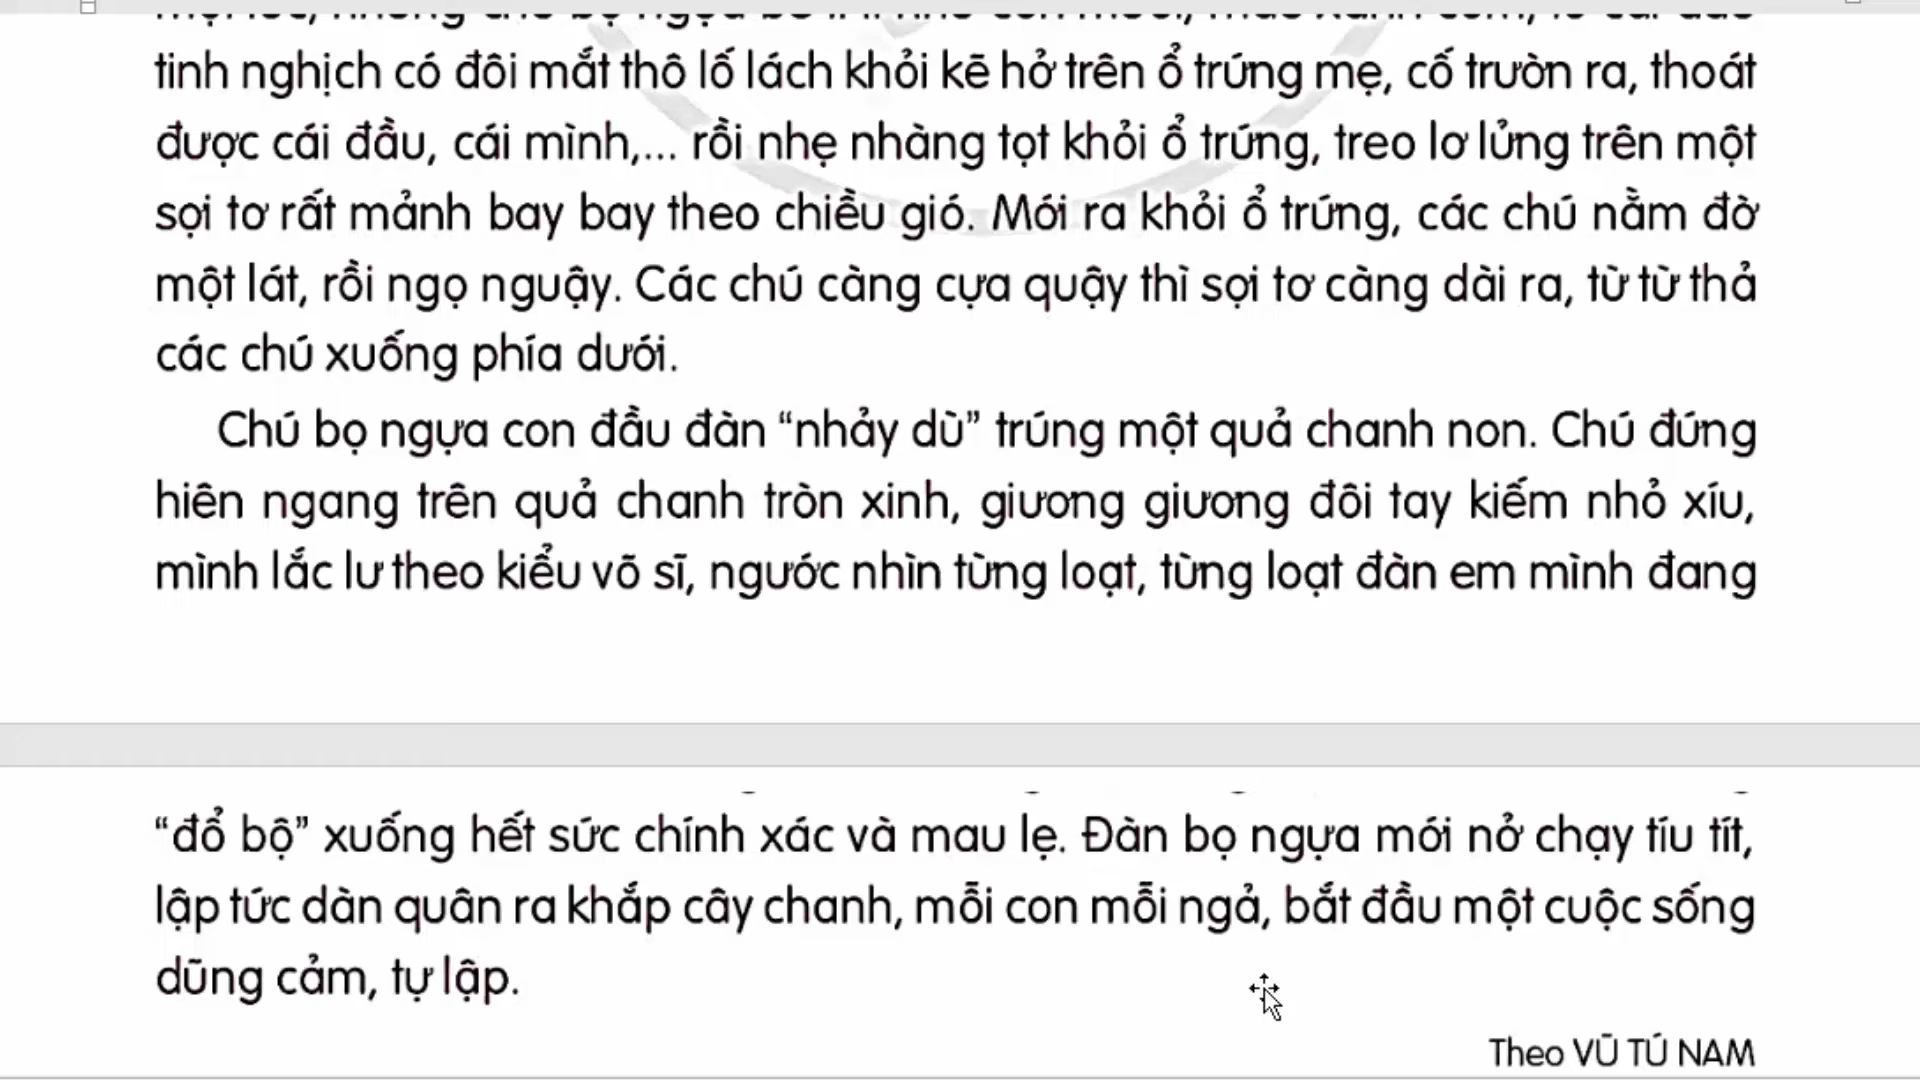 tinh nghịch có đôi mắt thô lố lách khỏi kẽ hở trên ổ trứng mẹ, cố trườn ra, thoát
được cái đầu, cái mình,... rồi nhẹ nhàng tọt khỏi ổ trứng, treo lơ lửng trên một
sợi tơ rất mảnh bay bay theo chiều gió. Mới ra khỏi ổ trứng, các chú nằm đờ
một lát, rồi ngọ nguậy. Các chú càng cựa quậy thì sợi tơ càng dài ra, từ từ thả
các chú xuống phía dưới.
Chú bọ ngựa con đầu đàn “nhảy dù” trúng một quả chanh non. Chú đứng
hiên ngang trên quả chanh tròn xinh, giương giương đôi tay kiếm nhỏ xíu,
mình lắc lư theo kiểu võ sĩ, ngước nhìn từng loạt, từng loạt đàn em mình đang
“đổ bộ” xuống hết sức chính xác và mau lẹ. Đàn bọ ngựa mới nở chạy tíu tít,
lập tức dàn quân ra khắp cây chanh, mỗi con mỗi ngả, bắt đầu một cuộc sống
dũng cảm, tự lập.
Theo VŨ TÚ NAM